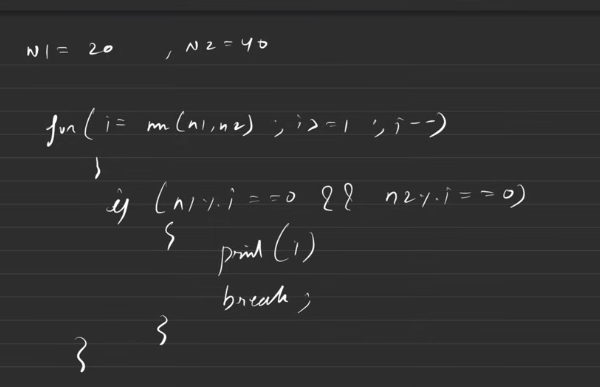 N1 = 20 , N2 = 40
for ( i = min (n1, n2) ; i >= 1 ; i -- )
{
if (n1 % i == 0 && n2 % i == 0)
{
print (i)
break ;
}
}